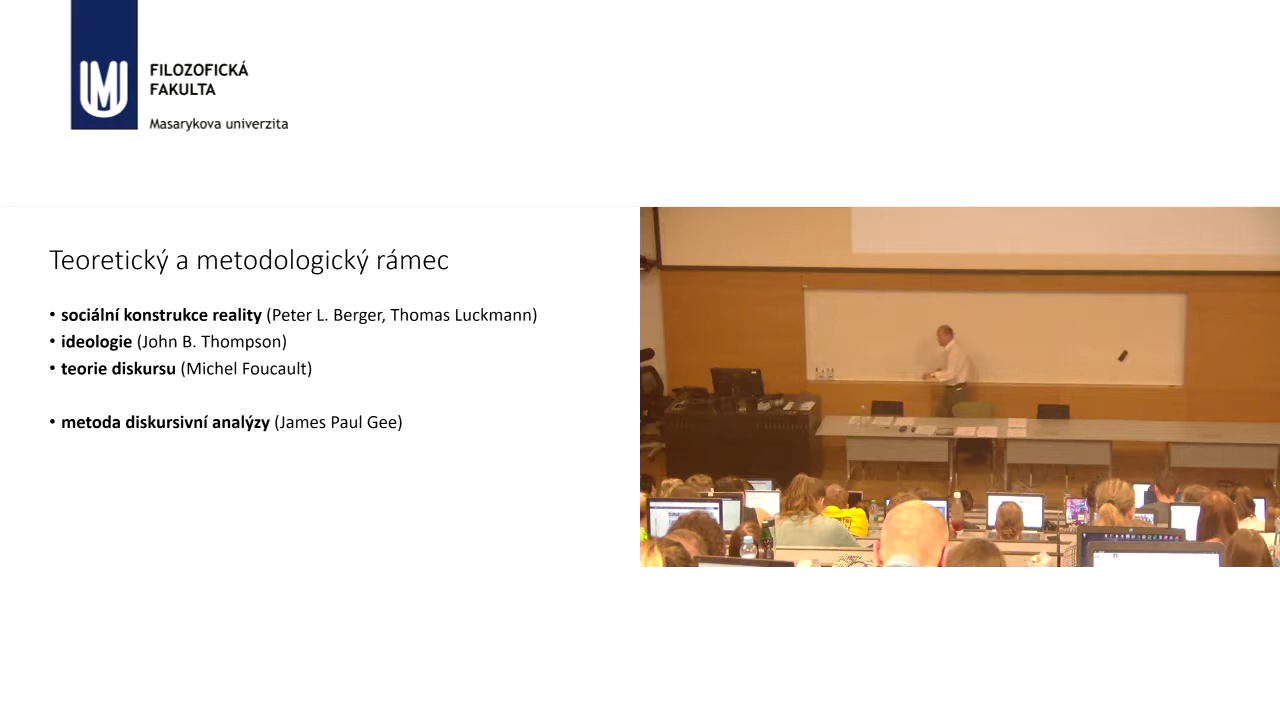 FILOZOFICKÁ
FAKULTA
Masarykova univerzita
Teoretický a metodologický rámec
• sociální konstrukce reality (Peter L. Berger, Thomas Luckmann)
• ideologie (John B. Thompson)
• teorie diskursu (Michel Foucault)
• metoda diskursivní analýzy (James Paul Gee)